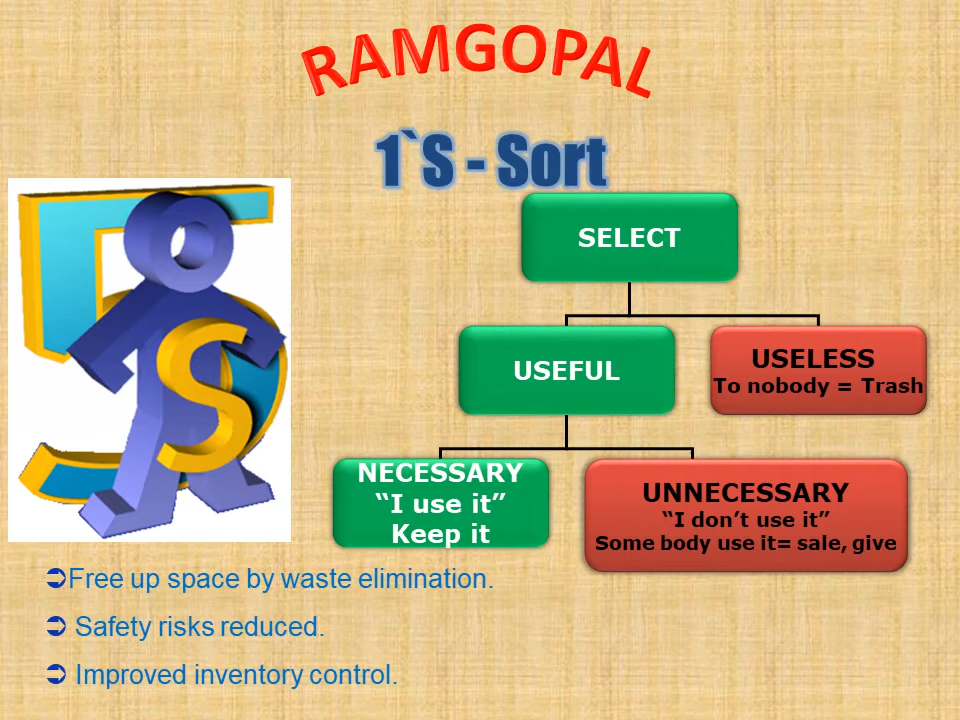 RAMGOPAL
1`S - Sort
SELECT
USEFUL
USELESS
To nobody = Trash
NECESSARY
“I use it”
Keep it
UNNECESSARY
“I don’t use it”
Some body use it= sale, give
5S
➲Free up space by waste elimination.
➲ Safety risks reduced.
➲ Improved inventory control.